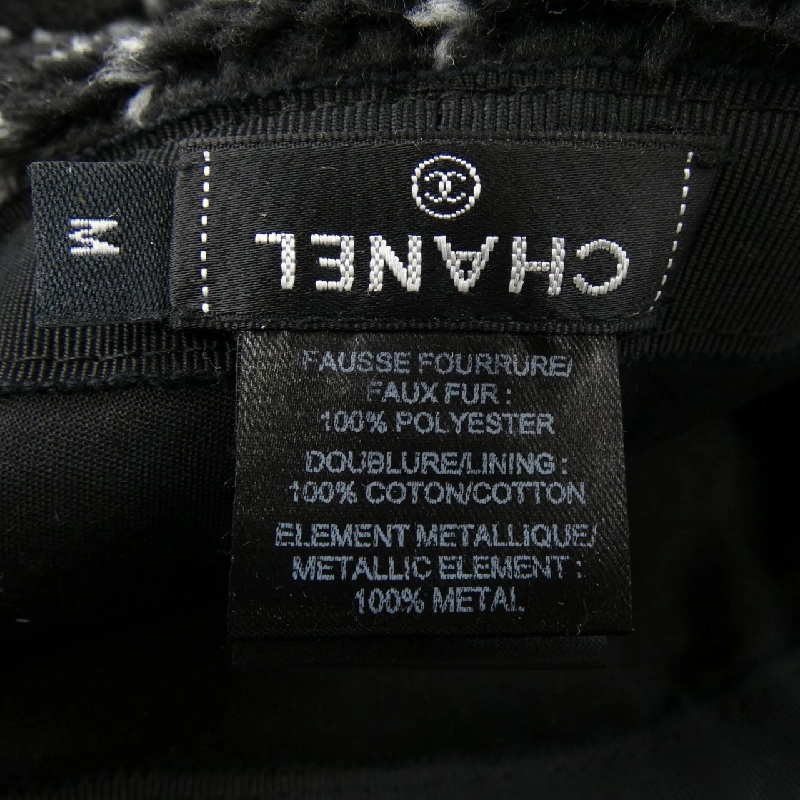 M
CHANEL
FAUSSE FOURRURE/
FAUX FUR :
100% POLYESTER
DOUBLURE/LINING :
100% COTON/COTTON
ELEMENT METALLIQUE/
METALLIC ELEMENT :
100% METAL